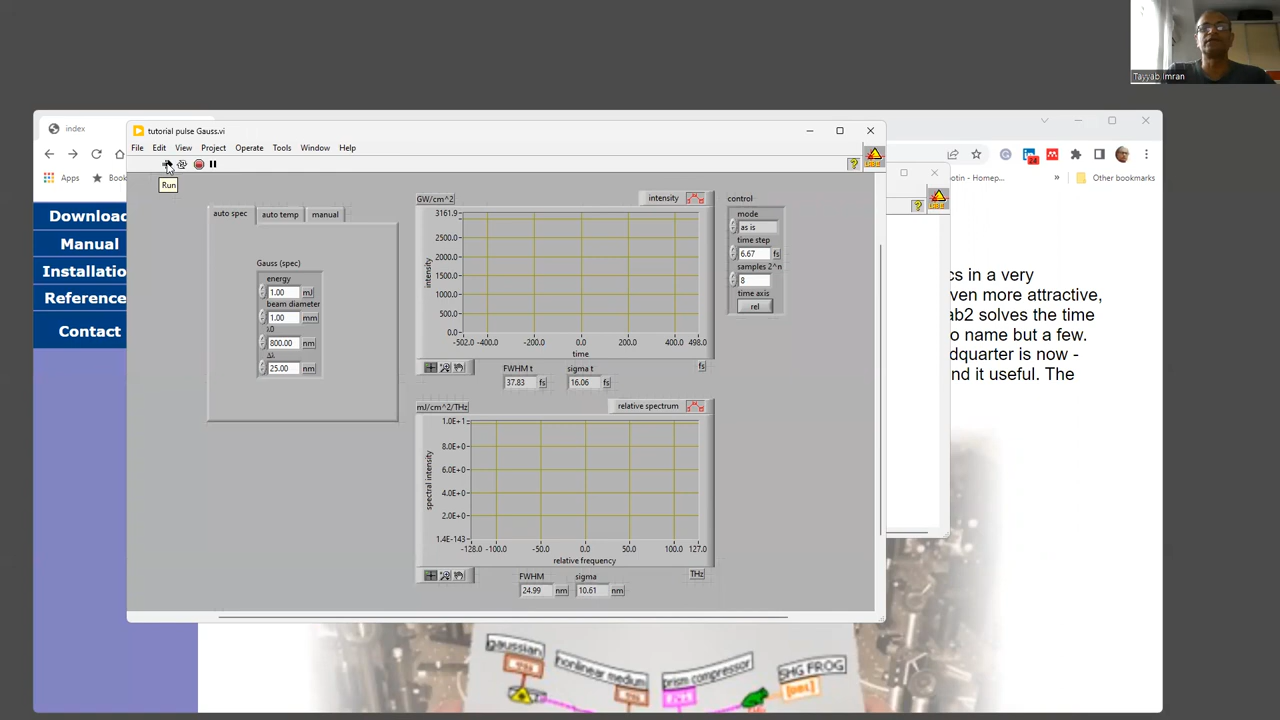 Tayyab Imran
index
tutorial pulse Gauss.vi
File Edit View Project Operate Tools Window Help
Run
Apps
Other bookmarks
otin - Homep...
Download
Manual
Installatio
Reference
Contact
auto spec auto temp manual
Gauss (spec)
energy
1.00 mJ
beam diameter
1.00 mm
λ0
800.00 nm
Δλ
25.00 nm
GW/cm^2
intensity
3161.9
2500.0
2000.0
1500.0
1000.0
500.0
0.0
intensity
-502.0 -400.0 -200.0 0.0 200.0 400.0 498.0
time
fs
FWHM t
37.83 fs
sigma t
16.06 fs
mJ/cm^2/THz
relative spectrum
1.0E+1
8.0E+0
6.0E+0
4.0E+0
2.0E+0
1.4E-143
spectral intensity
-128.0 -100.0 -50.0 0.0 50.0 100.0 127.0
relative frequency
THz
FWHM
24.99 nm
sigma
10.61 nm
control
mode
as is
time step
6.67 fs
samples 2^n
8
time axis
rel
cs in a very
ven more attractive,
ab2 solves the time
o name but a few.
dquarter is now -
nd it useful. The
gaussian
nonlinear medium
prism compressor
SHG FROG